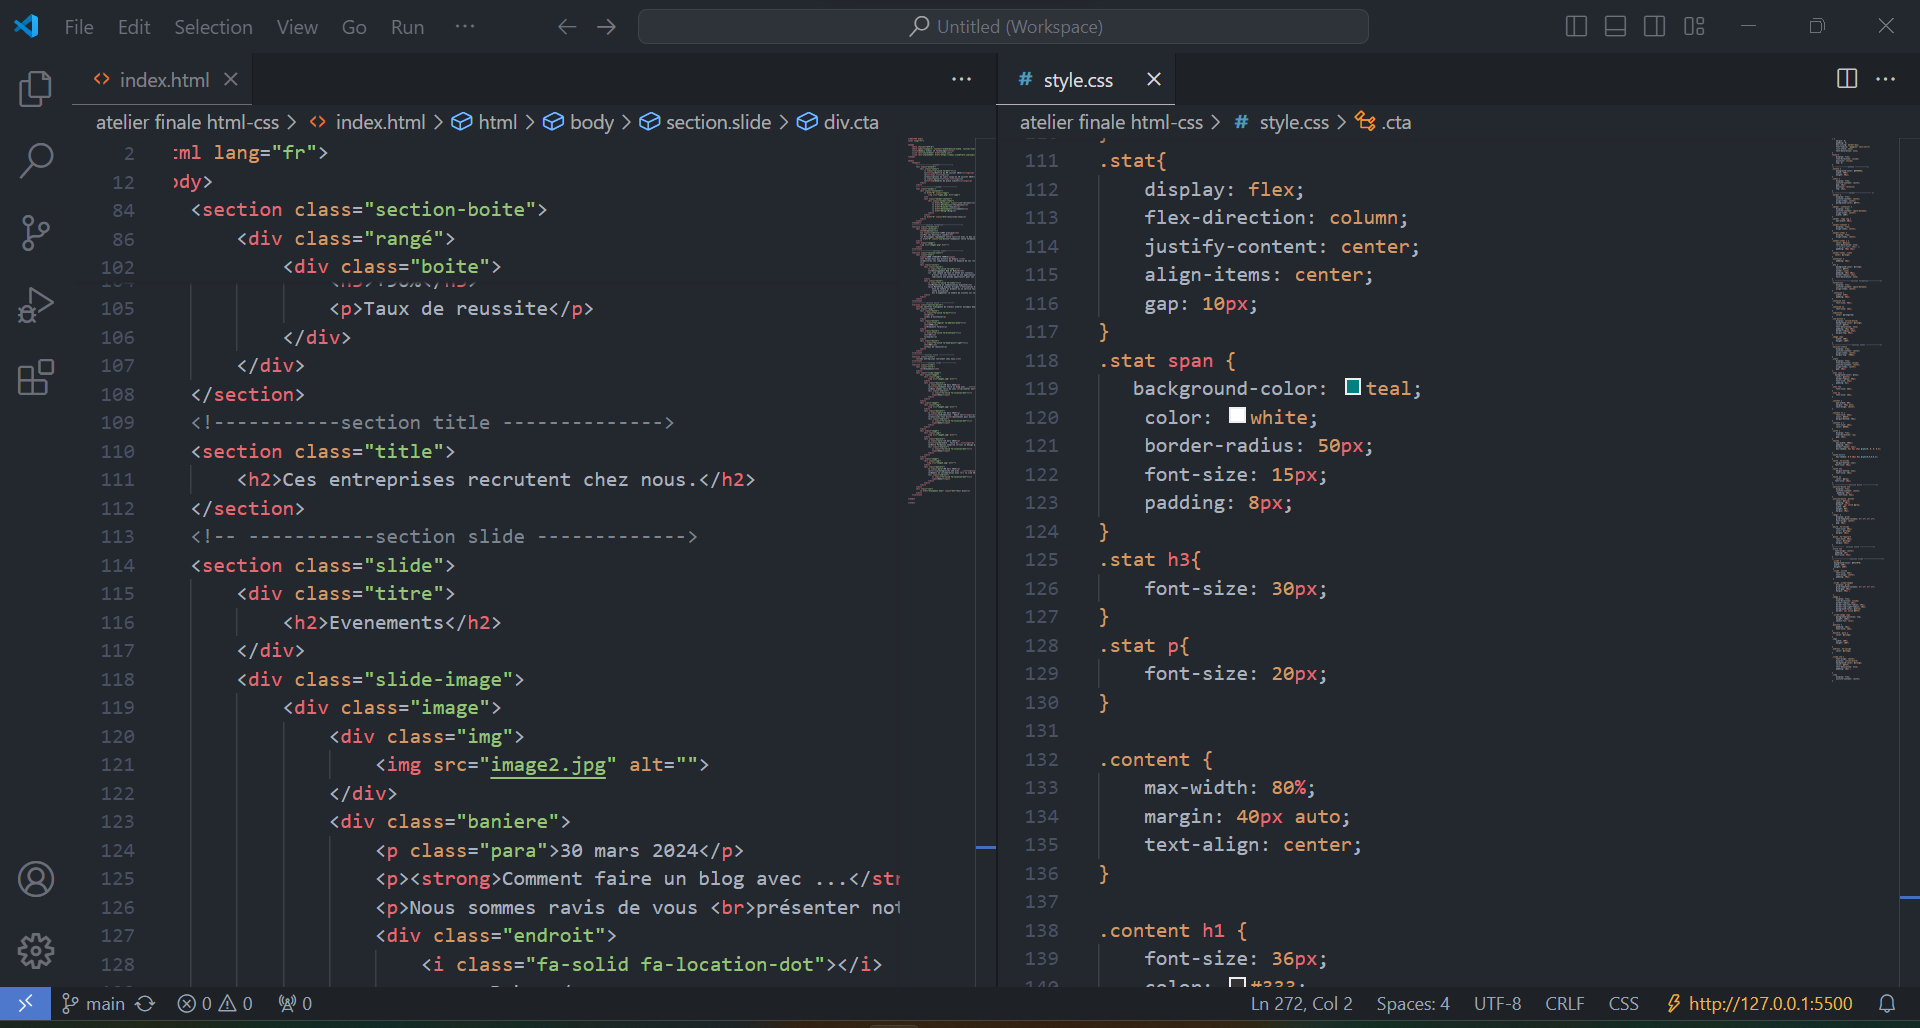 File Edit Selection View Go Run ··· Untitled (Workspace)
index.html
style.css
atelier finale html-css > index.html > html > body > section.slide > div.cta
atelier finale html-css > # style.css > .cta
2 tml lang="fr">
12 ody>
84 <section class="section-boite">
86 <div class="rangé">
102 <div class="boite">
105 <p>Taux de reussite</p>
106 </div>
107 </div>
108 </section>
109 <!-----------section title -------------->
110 <section class="title">
111 <h2>Ces entreprises recrutent chez nous.</h2>
112 </section>
113 <!-- -----------section slide ------------->
114 <section class="slide">
115 <div class="titre">
116 <h2>Evenements</h2>
117 </div>
118 <div class="slide-image">
119 <div class="image">
120 <div class="img">
121 <img src="image2.jpg" alt="">
122 </div>
123 <div class="baniere">
124 <p class="para">30 mars 2024</p>
125 <p><strong>Comment faire un blog avec ...</str
126 <p>Nous sommes ravis de vous <br>présenter not
127 <div class="endroit">
128 <i class="fa-solid fa-location-dot"></i>
111 .stat{
112 display: flex;
113 flex-direction: column;
114 justify-content: center;
115 align-items: center;
116 gap: 10px;
117 }
118 .stat span {
119 background-color: teal;
120 color: white;
121 border-radius: 50px;
122 font-size: 15px;
123 padding: 8px;
124 }
125 .stat h3{
126 font-size: 30px;
127 }
128 .stat p{
129 font-size: 20px;
130 }
131
132 .content {
133 max-width: 80%;
134 margin: 40px auto;
135 text-align: center;
136 }
137
138 .content h1 {
139 font-size: 36px;
140 color: #333;
main 0 0 0 Ln 272, Col 2 Spaces: 4 UTF-8 CRLF CSS http://127.0.0.1:5500